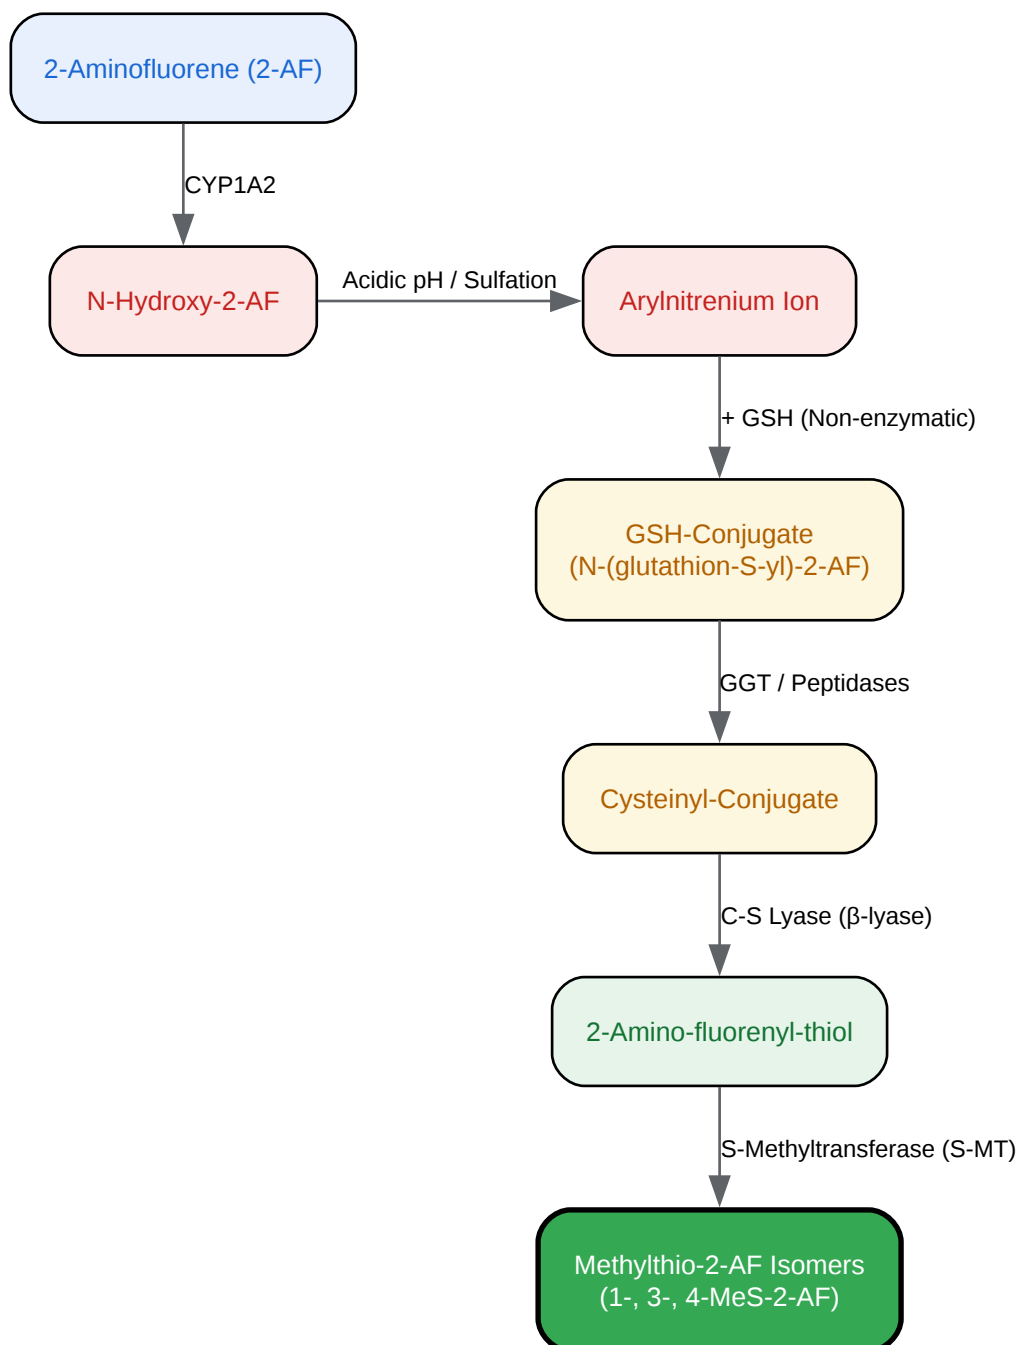 2-Aminofluorene (2-AF)
CYP1A2
N-Hydroxy-2-AF
Acidic pH / Sulfation
Arylnitrenium Ion
+ GSH (Non-enzymatic)
GSH-Conjugate
(N-(glutathion-S-yl)-2-AF)
GGT / Peptidases
Cysteinyl-Conjugate
C-S Lyase (β-lyase)
2-Amino-fluorenyl-thiol
S-Methyltransferase (S-MT)
Methylthio-2-AF Isomers
(1-, 3-, 4-MeS-2-AF)